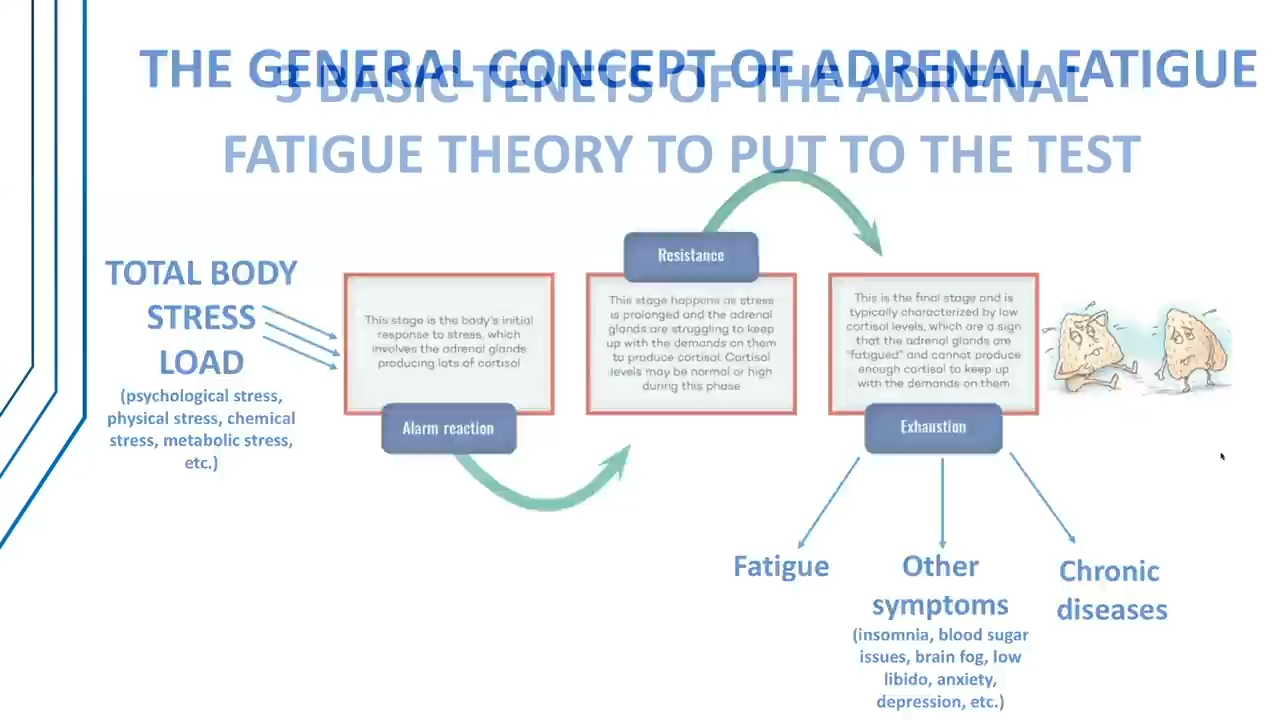 THE GENERAL CONCEPT OF ADRENAL FATIGUE
3 BASIC TENETS OF THE ADRENAL
FATIGUE THEORY TO PUT TO THE TEST
TOTAL BODY
STRESS
LOAD
(psychological stress,
physical stress, chemical
stress, metabolic stress,
etc.)
This stage is the body's initial
response to stress, which
involves the adrenal glands
producing lots of cortisol
Alarm reaction
Resistance
This stage happens as stress
is prolonged and the adrenal
glands are struggling to keep
up with the demands on them
to produce cortisol. Cortisol
levels may be normal or high
during this phase
This is the final stage and is
typically characterized by low
cortisol levels, which are a sign
that the adrenal glands are
"fatigued" and cannot produce
enough cortisol to keep up
with the demands on them
Exhaustion
Fatigue
Other
symptoms
(insomnia, blood sugar
issues, brain fog, low
libido, anxiety,
depression, etc.)
Chronic
diseases